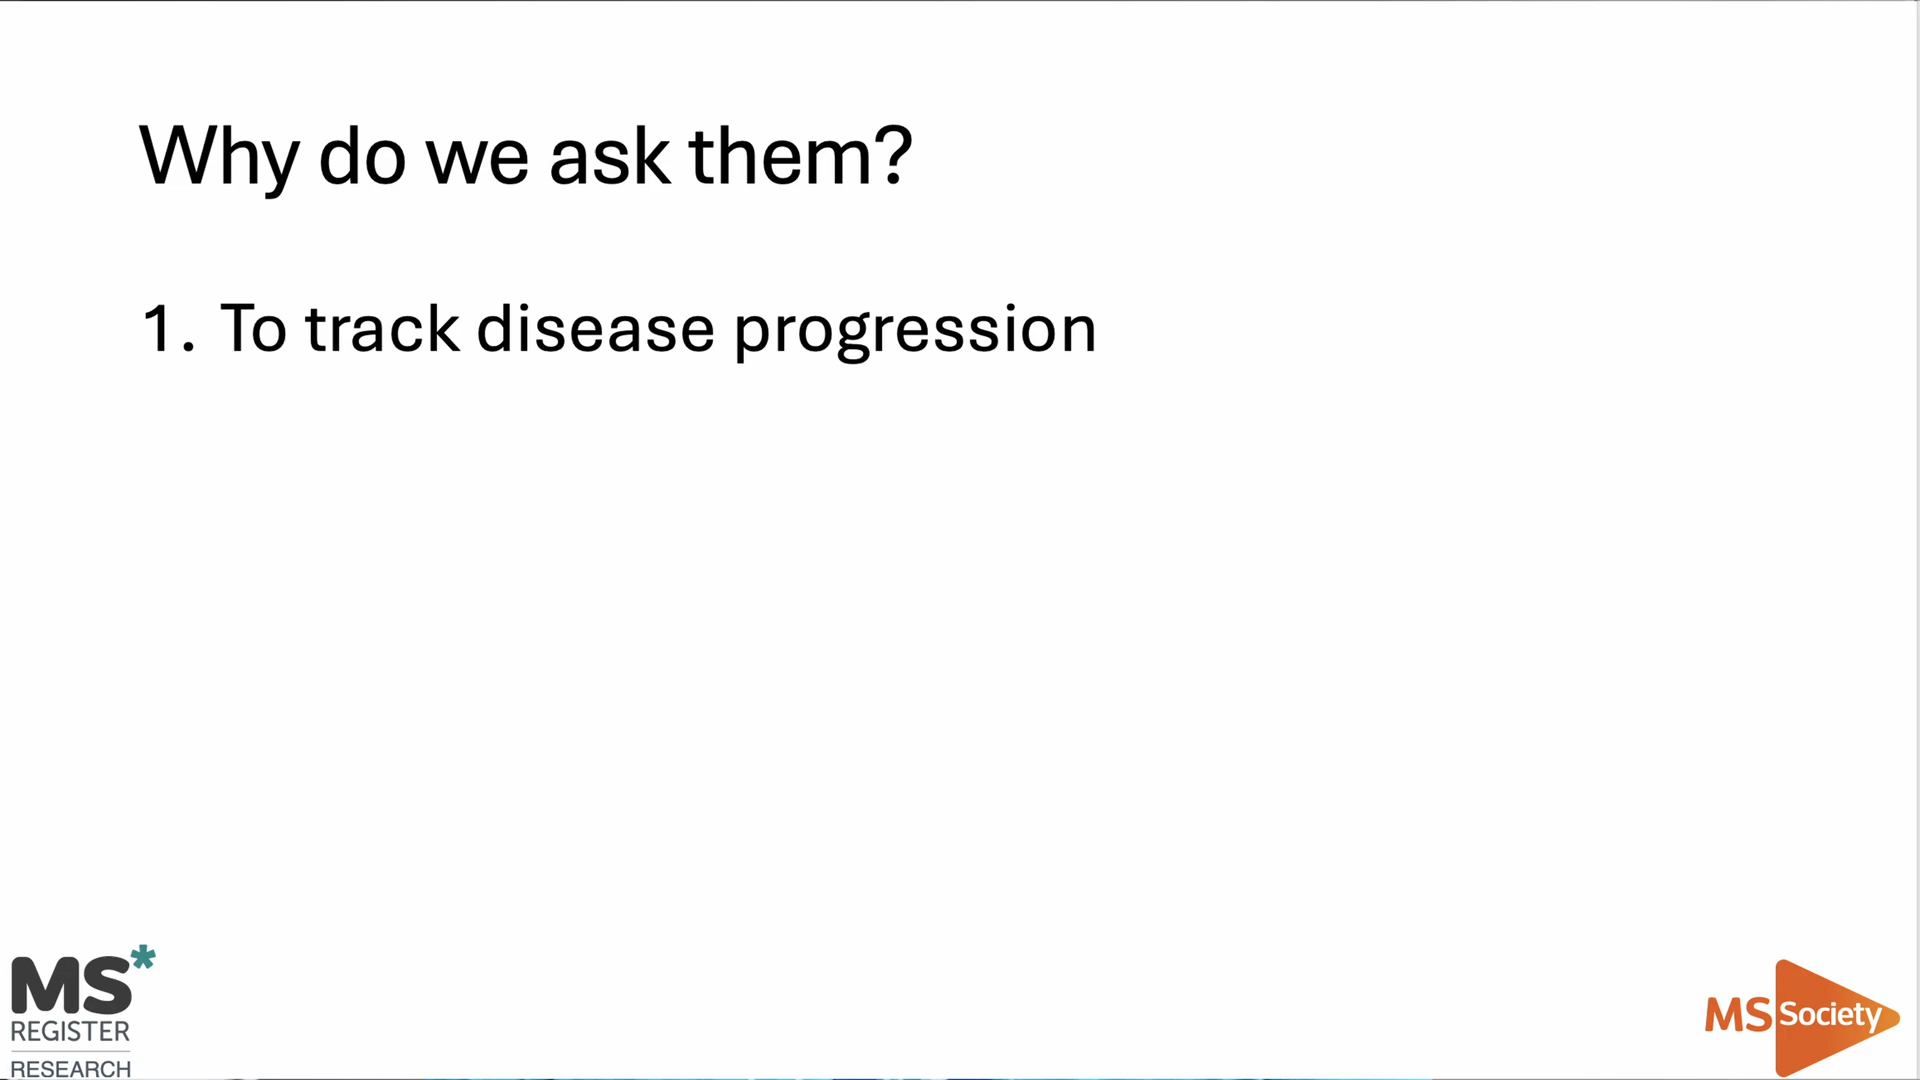 Why do we ask them?
1. To track disease progression
MS*
REGISTER
RESEARCH
MS Society